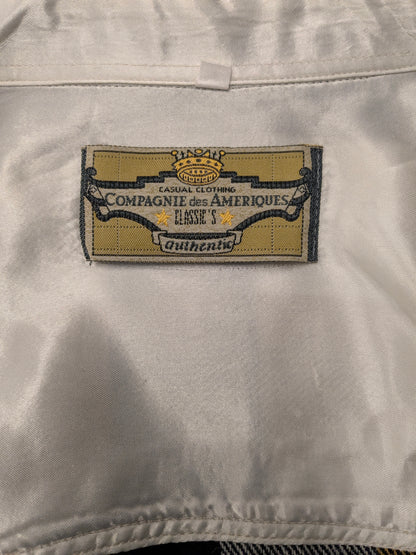 CASUAL CLOTHING
COMPAGNIE des AMERIQUES
CLASSIC'S
authentic